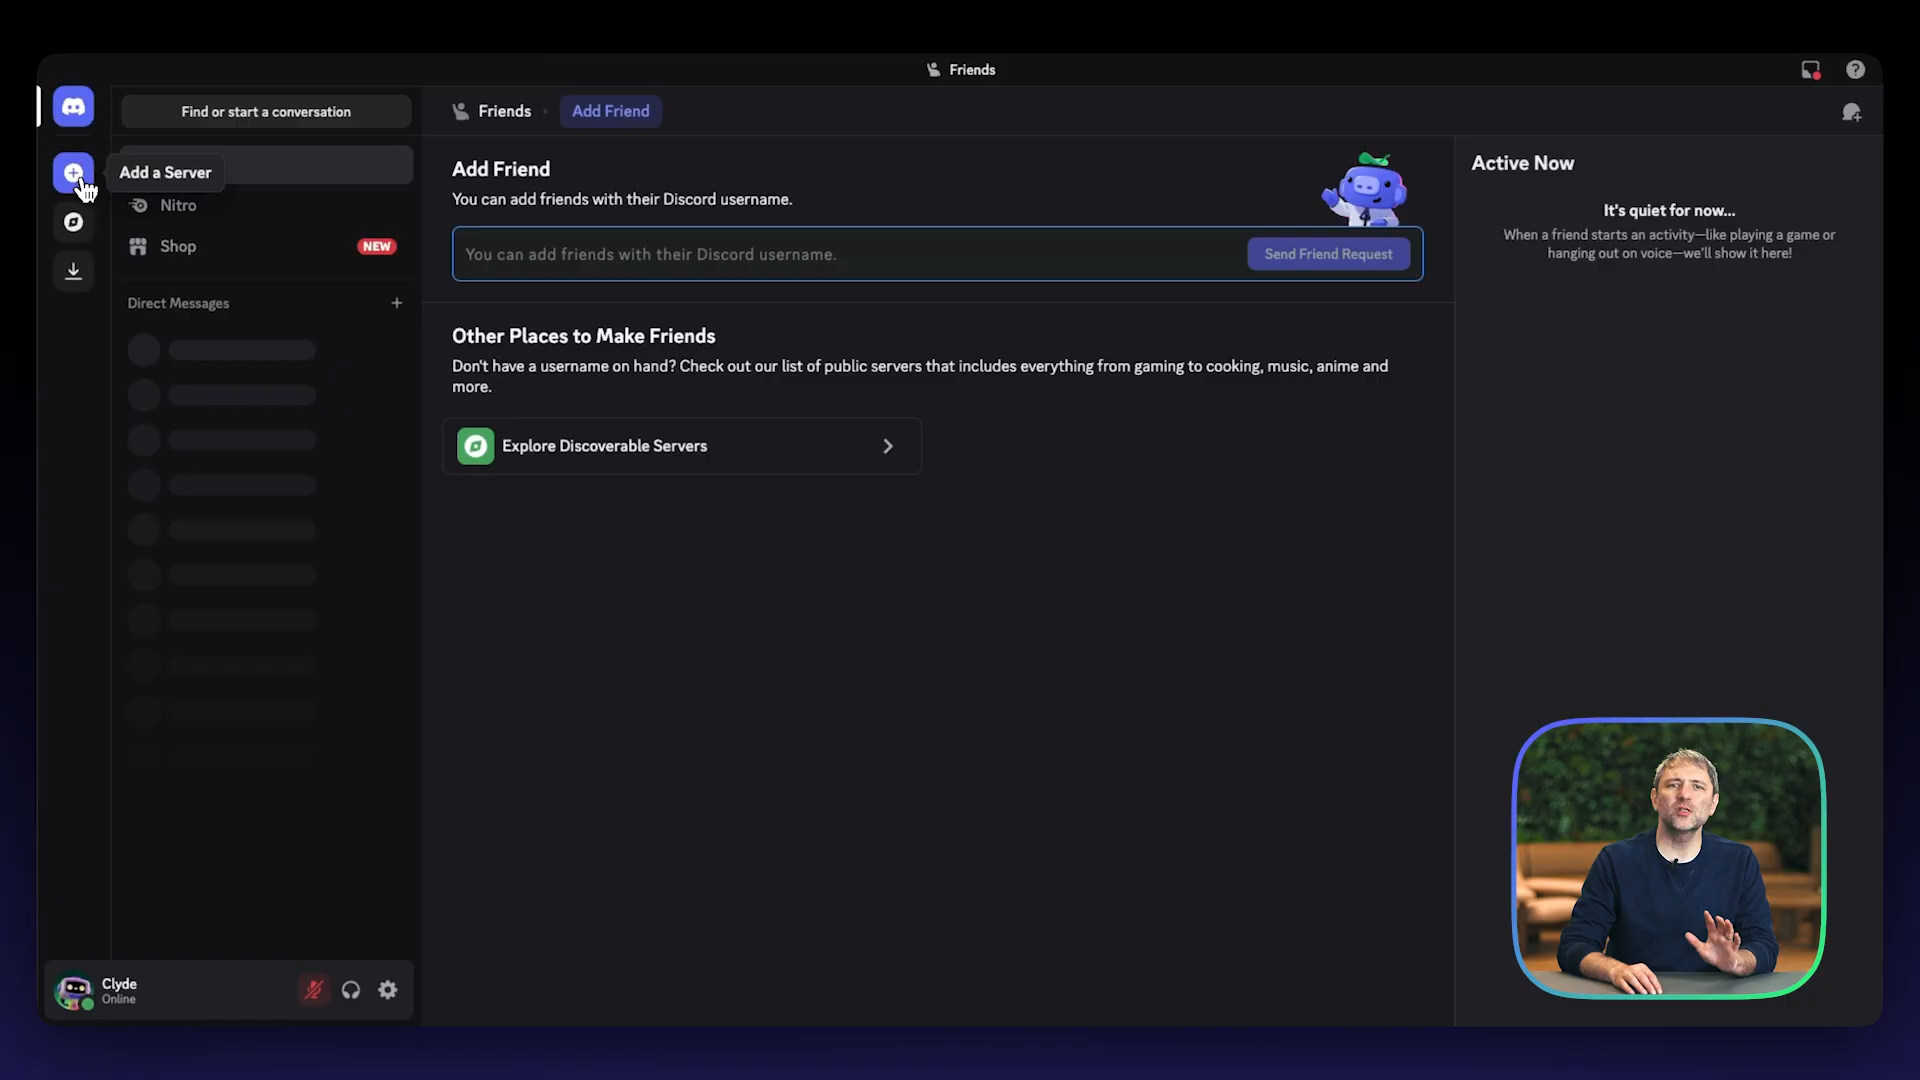 Friends
Find or start a conversation
Friends
Add Friend
Add a Server
Nitro
Shop
NEW
Direct Messages
Add Friend
You can add friends with their Discord username.
You can add friends with their Discord username.
Send Friend Request
Other Places to Make Friends
Don't have a username on hand? Check out our list of public servers that includes everything from gaming to cooking, music, anime and
more.
Explore Discoverable Servers
Active Now
It's quiet for now...
When a friend starts an activity—like playing a game or
hanging out on voice—we'll show it here!
Clyde
Online